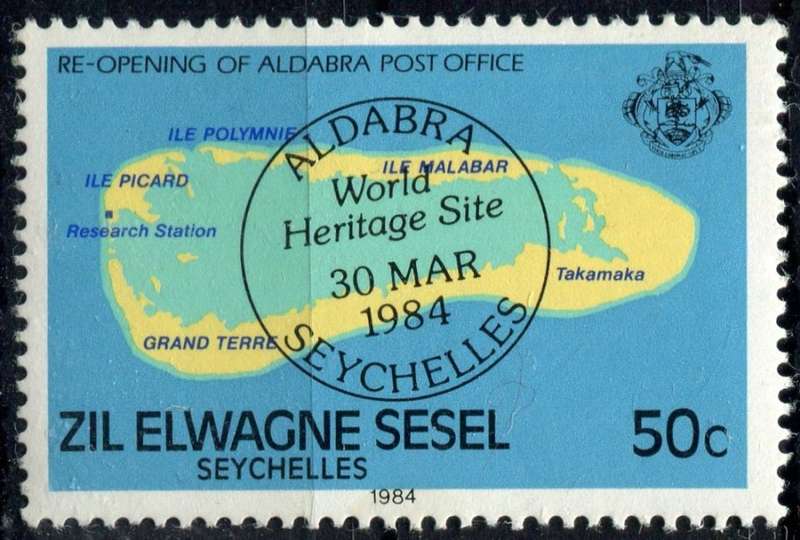 RE-OPENING OF ALDABRA POST OFFICE
ILE POLYMNIE
ILE MALABAR
ILE PICARD
Research Station
Takamaka
GRAND TERRE
ALDABRA
World
Heritage Site
30 MAR
1984
SEYCHELLES
ZIL ELWAGNE SESEL
50c
SEYCHELLES
1984